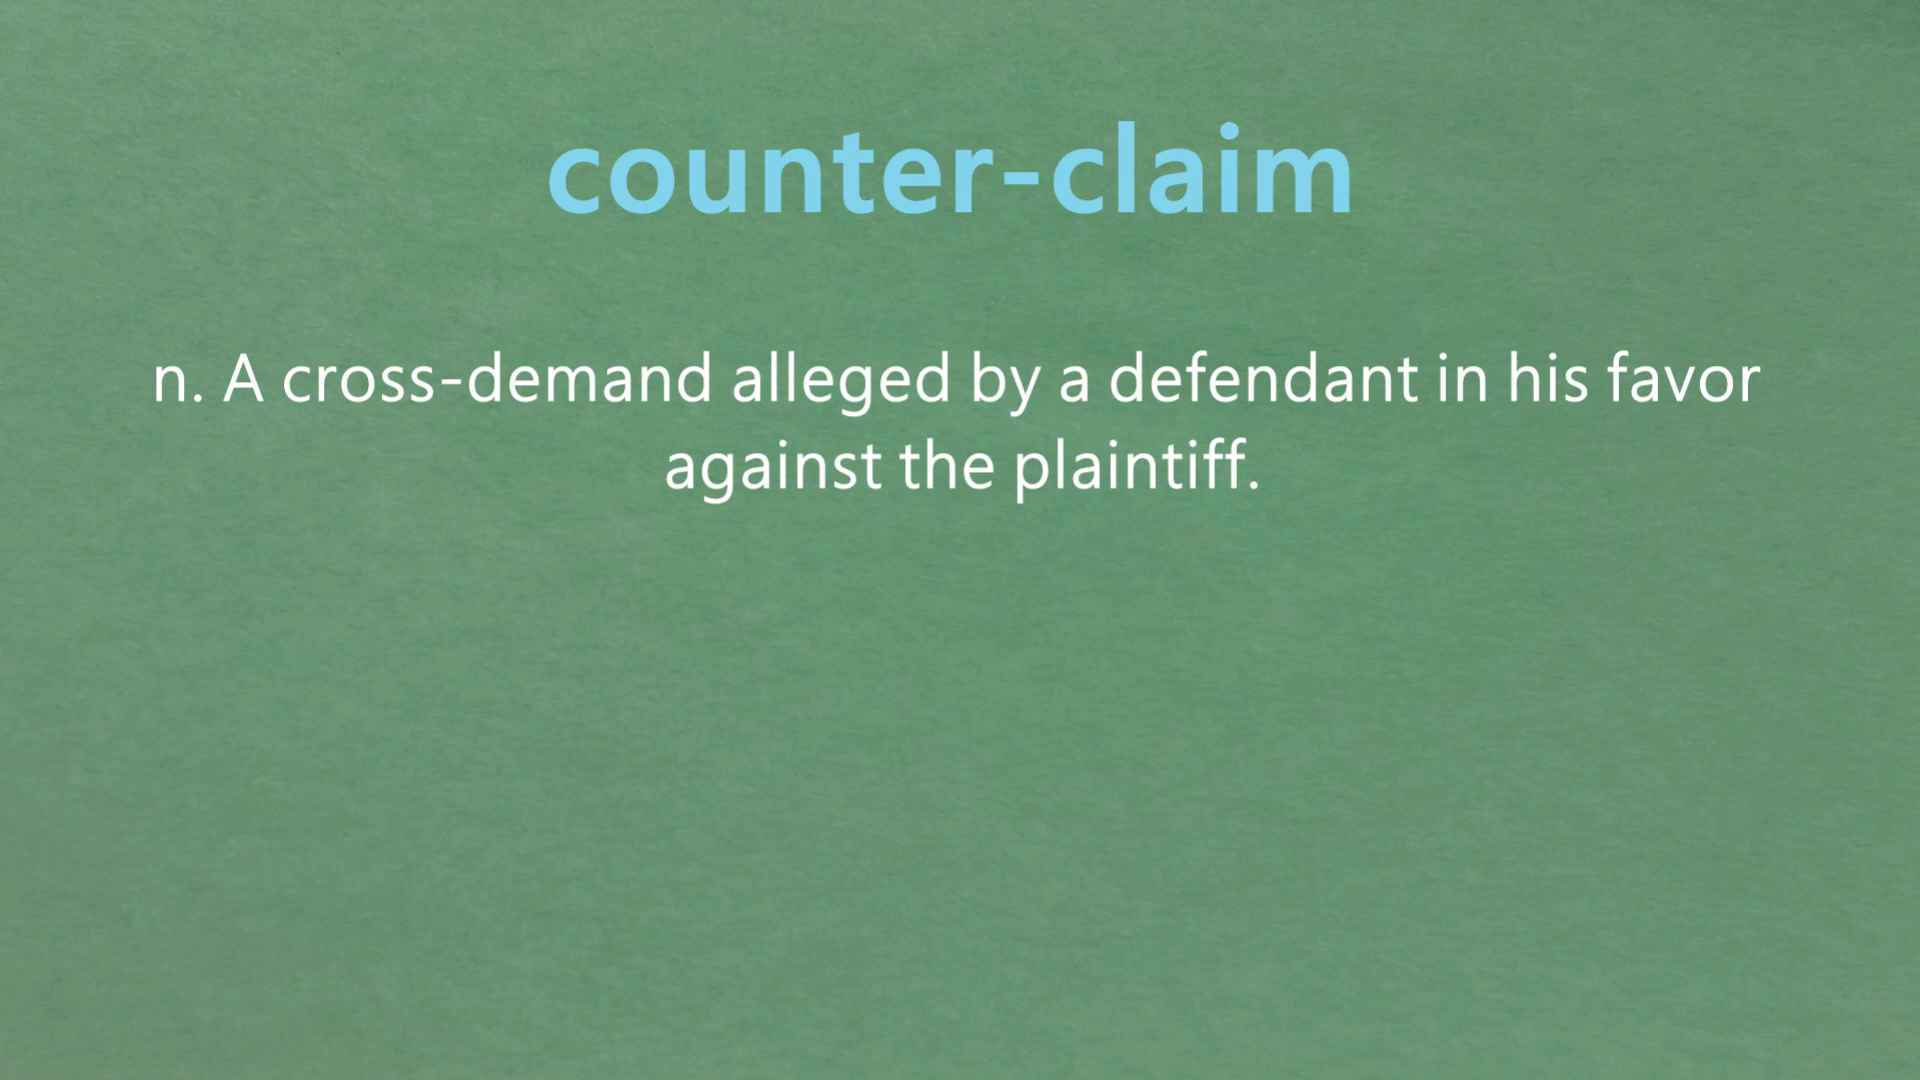 counter-claim
n. A cross-demand alleged by a defendant in his favor
against the plaintiff.